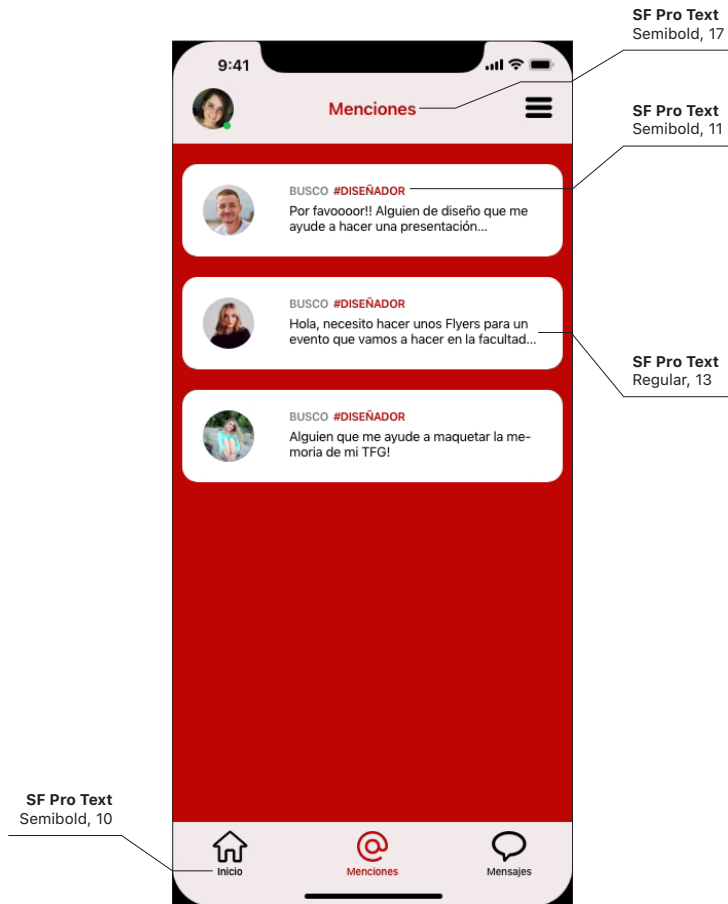 SF Pro Text
Semibold, 17
9:41
Menciones
SF Pro Text
Semibold, 11
BUSCO #DISEÑADOR
Por favoooor!! Alguien de diseño que me
ayude a hacer una presentación...
BUSCO #DISEÑADOR
Hola, necesito hacer unos Flyers para un
evento que vamos a hacer en la facultad...
SF Pro Text
Regular, 13
BUSCO #DISEÑADOR
Alguien que me ayude a maquetar la me-
moria de mi TFG!
SF Pro Text
Semibold, 10
Inicio
Menciones
Mensajes